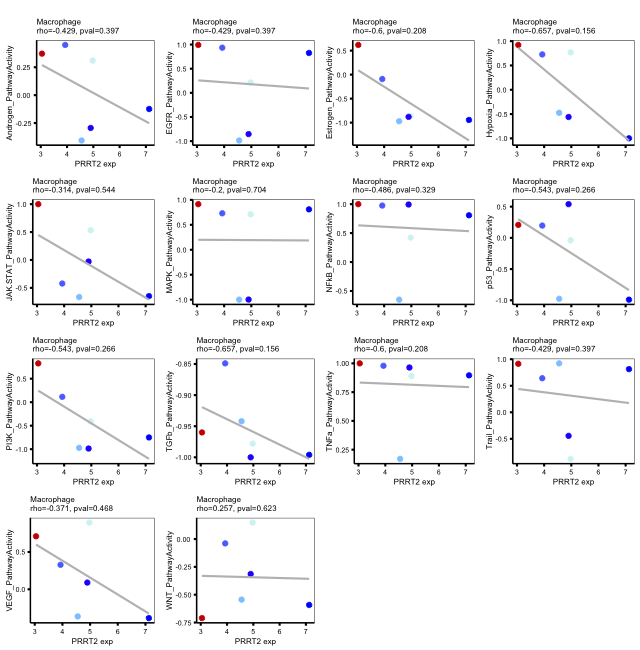 Macrophage
rho=-0.429, pval=0.397
Androgen_PathwayActivity
0.25
0.00
-0.25
3 4 5 6 7
PRRT2 exp
Macrophage
rho=-0.429, pval=0.397
EGFR_PathwayActivity
1.0
0.5
0.0
-0.5
-1.0
3 4 5 6 7
PRRT2 exp
Macrophage
rho=-0.6, pval=0.208
Estrogen_PathwayActivity
0.5
0.0
-0.5
-1.0
3 4 5 6 7
PRRT2 exp
Macrophage
rho=-0.657, pval=0.156
Hypoxia_PathwayActivity
1.0
0.5
0.0
-0.5
-1.0
3 4 5 6 7
PRRT2 exp
Macrophage
rho=-0.314, pval=0.544
JAK.STAT_PathwayActivity
1.0
0.5
0.0
-0.5
3 4 5 6 7
PRRT2 exp
Macrophage
rho=-0.2, pval=0.704
MAPK_PathwayActivity
1.0
0.5
0.0
-0.5
-1.0
3 4 5 6 7
PRRT2 exp
Macrophage
rho=-0.486, pval=0.329
NFkB_PathwayActivity
1.0
0.5
0.0
-0.5
3 4 5 6 7
PRRT2 exp
Macrophage
rho=-0.543, pval=0.266
p53_PathwayActivity
0.5
0.0
-0.5
-1.0
3 4 5 6 7
PRRT2 exp
Macrophage
rho=-0.543, pval=0.266
PI3K_PathwayActivity
0.5
0.0
-0.5
-1.0
3 4 5 6 7
PRRT2 exp
Macrophage
rho=-0.657, pval=0.156
TGFb_PathwayActivity
-0.85
-0.90
-0.95
-1.00
3 4 5 6 7
PRRT2 exp
Macrophage
rho=-0.6, pval=0.208
TNFa_PathwayActivity
1.00
0.75
0.50
0.25
3 4 5 6 7
PRRT2 exp
Macrophage
rho=-0.429, pval=0.397
Trail_PathwayActivity
1.0
0.5
0.0
-0.5
3 4 5 6 7
PRRT2 exp
Macrophage
rho=-0.371, pval=0.468
VEGF_PathwayActivity
0.5
0.0
3 4 5 6 7
PRRT2 exp
Macrophage
rho=0.257, pval=0.623
WNT_PathwayActivity
0.00
-0.25
-0.50
-0.75
3 4 5 6 7
PRRT2 exp